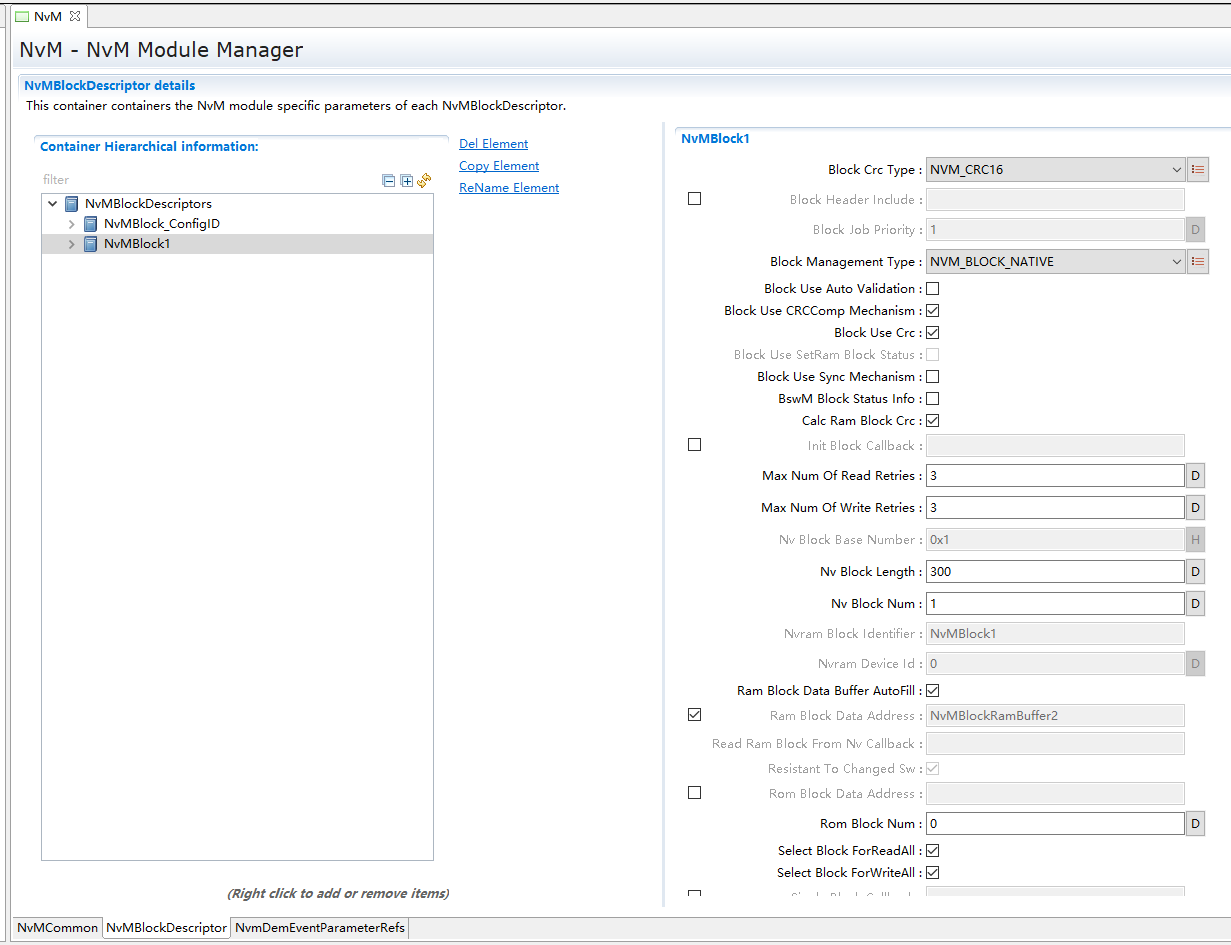 NvM
NvM - NvM Module Manager
NvMBlockDescriptor details
This container containers the NvM module specific parameters of each NvMBlockDescriptor.
Container Hierarchical information:
filter
NvMBlockDescriptors
NvMBlock_ConfigID
NvMBlock1
Del Element
Copy Element
ReName Element
(Right click to add or remove items)
NvMBlock1
Block Crc Type : NVM_CRC16
Block Header Include :
Block Job Priority : 1 D
Block Management Type : NVM_BLOCK_NATIVE
Block Use Auto Validation :
Block Use CRCComp Mechanism :
Block Use Crc :
Block Use SetRam Block Status :
Block Use Sync Mechanism :
BswM Block Status Info :
Calc Ram Block Crc :
Init Block Callback :
Max Num Of Read Retries : 3 D
Max Num Of Write Retries : 3 D
Nv Block Base Number : 0x1 H
Nv Block Length : 300 D
Nv Block Num : 1 D
Nvram Block Identifier : NvMBlock1
Nvram Device Id : 0 D
Ram Block Data Buffer AutoFill :
Ram Block Data Address : NvMBlockRamBuffer2
Read Ram Block From Nv Callback :
Resistant To Changed Sw :
Rom Block Data Address :
Rom Block Num : 0 D
Select Block ForReadAll :
Select Block ForWriteAll :
NvMCommon NvMBlockDescriptor NvmDemEventParameterRefs